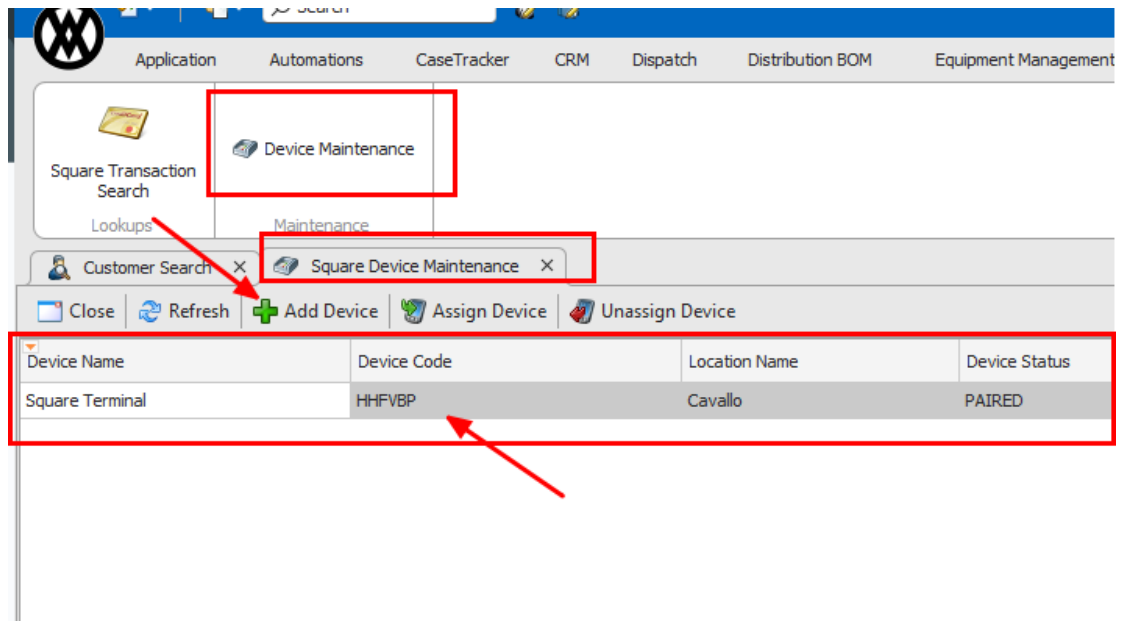 Search
Application Automations CaseTracker CRM Dispatch Distribution BOM Equipment Management
Square Transaction
Search
Device Maintenance
Lookups Maintenance
Customer Search Square Device Maintenance
Close Refresh Add Device Assign Device Unassign Device
Device Name Device Code Location Name Device Status
Square Terminal HHFVBP Cavallo PAIRED